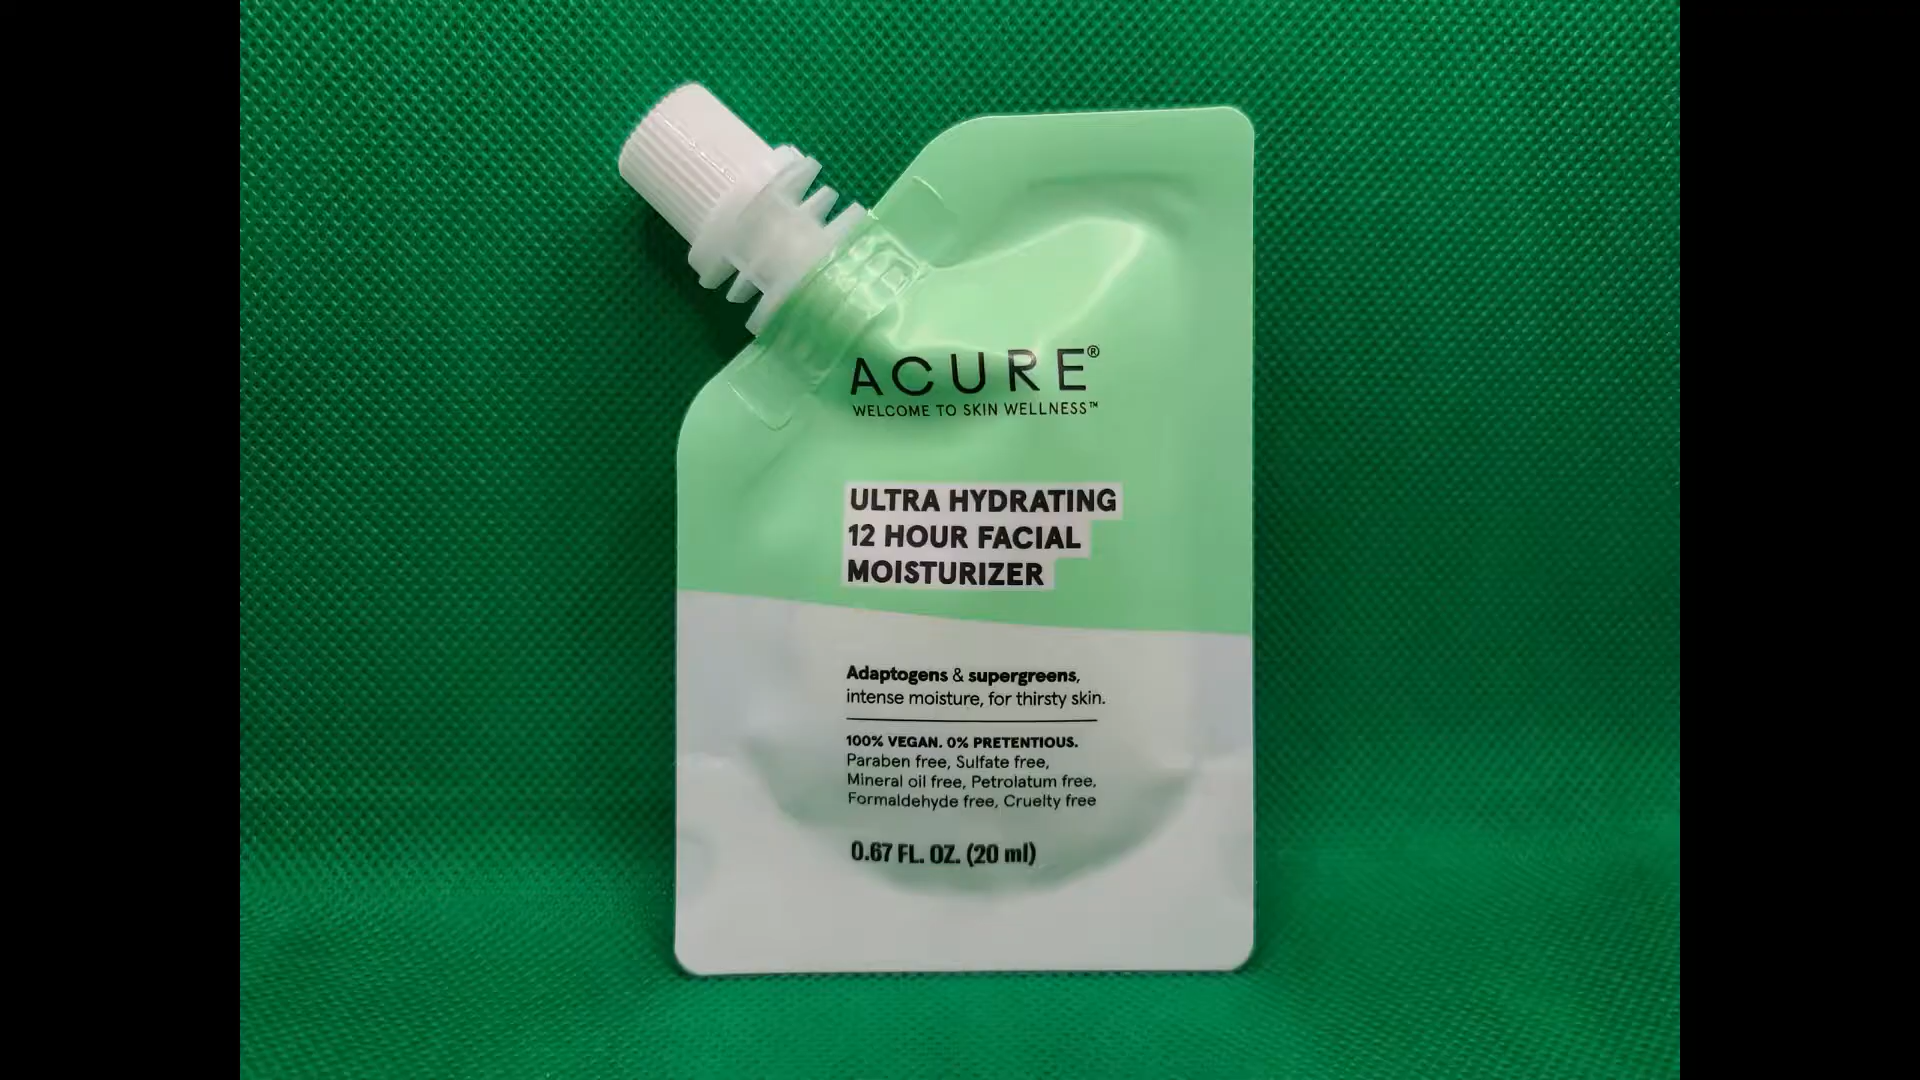 ACURE®
WELCOME TO SKIN WELLNESS™
ULTRA HYDRATING
12 HOUR FACIAL
MOISTURIZER
Adaptogens & supergreens,
intense moisture, for thirsty skin.
100% VEGAN. 0% PRETENTIOUS.
Paraben free, Sulfate free,
Mineral oil free, Petrolatum free,
Formaldehyde free, Cruelty free
0.67 FL. OZ. (20 ml)